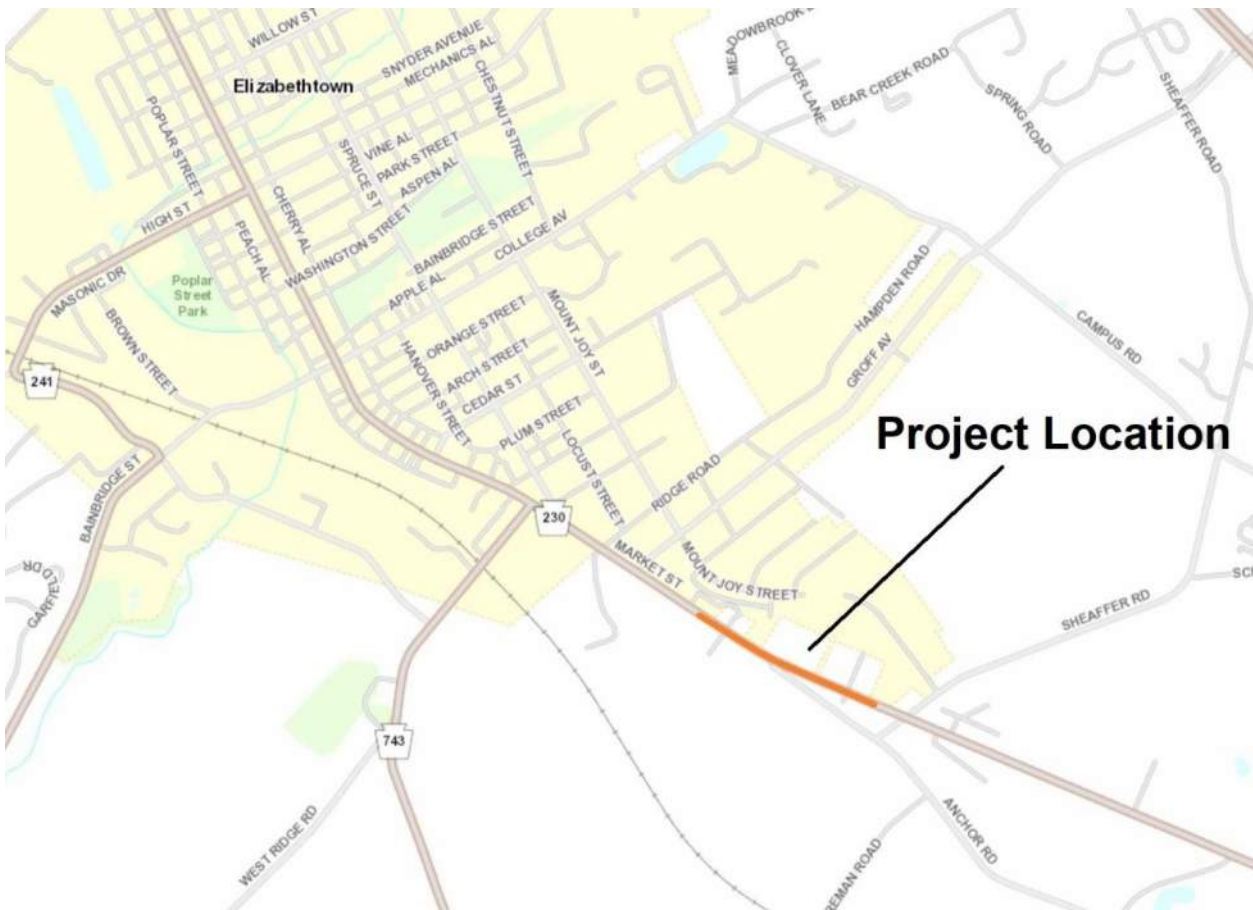 WILLOW ST
SNYDER AVENUE
MECHANICS AL
CHESTNUT STREET
CLOVER LANE
BEAR CREEK ROAD
SPRING ROAD
SHEAFFER ROAD
Elizabethtown
POPLAR STREET
VINE AL
PARK STREET
ASPEN AL
SPRUCE ST
HIGH ST
PEACH AL
CHERRY AL
WASHINGTON STREET
BAINBRIDGE STREET
COLLEGE AV
APPLE AL
MASONIC DR
Poplar
Street
Park
BROWN STREET
HANOVER STREET
ORANGE STREET
ARCH STREET
CEDAR ST
PLUM STREET
MOUNT JOY ST
LOCUST STREET
HAMPDEN ROAD
GROFF AV
CAMPUS RD
241
Project Location
BAINBRIDGE ST
RIDGE ROAD
230
MARKET ST
MOUNT JOY STREET
GARFIELD DR
SHEAFFER RD
743
WEST RIDGE RD
ANCHOR RD
REMAN ROAD